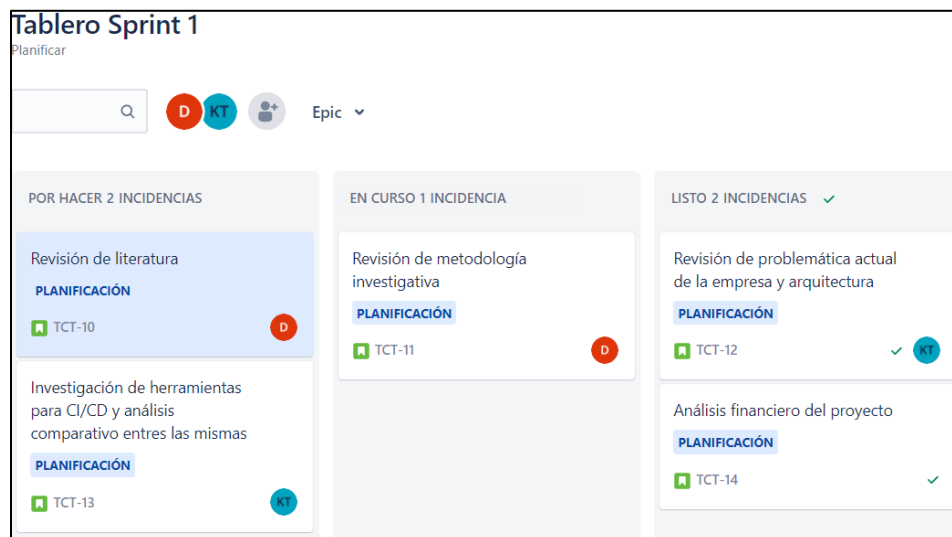 Tablero Sprint 1
Planificar
D KT Epic
POR HACER 2 INCIDENCIAS
Revisión de literatura
PLANIFICACIÓN
TCT-10 D
Investigación de herramientas
para CI/CD y análisis
comparativo entres las mismas
PLANIFICACIÓN
TCT-13 KT
EN CURSO 1 INCIDENCIA
Revisión de metodología
investigativa
PLANIFICACIÓN
TCT-11 D
LISTO 2 INCIDENCIAS
Revisión de problemática actual
de la empresa y arquitectura
PLANIFICACIÓN
TCT-12 KT
Análisis financiero del proyecto
PLANIFICACIÓN
TCT-14